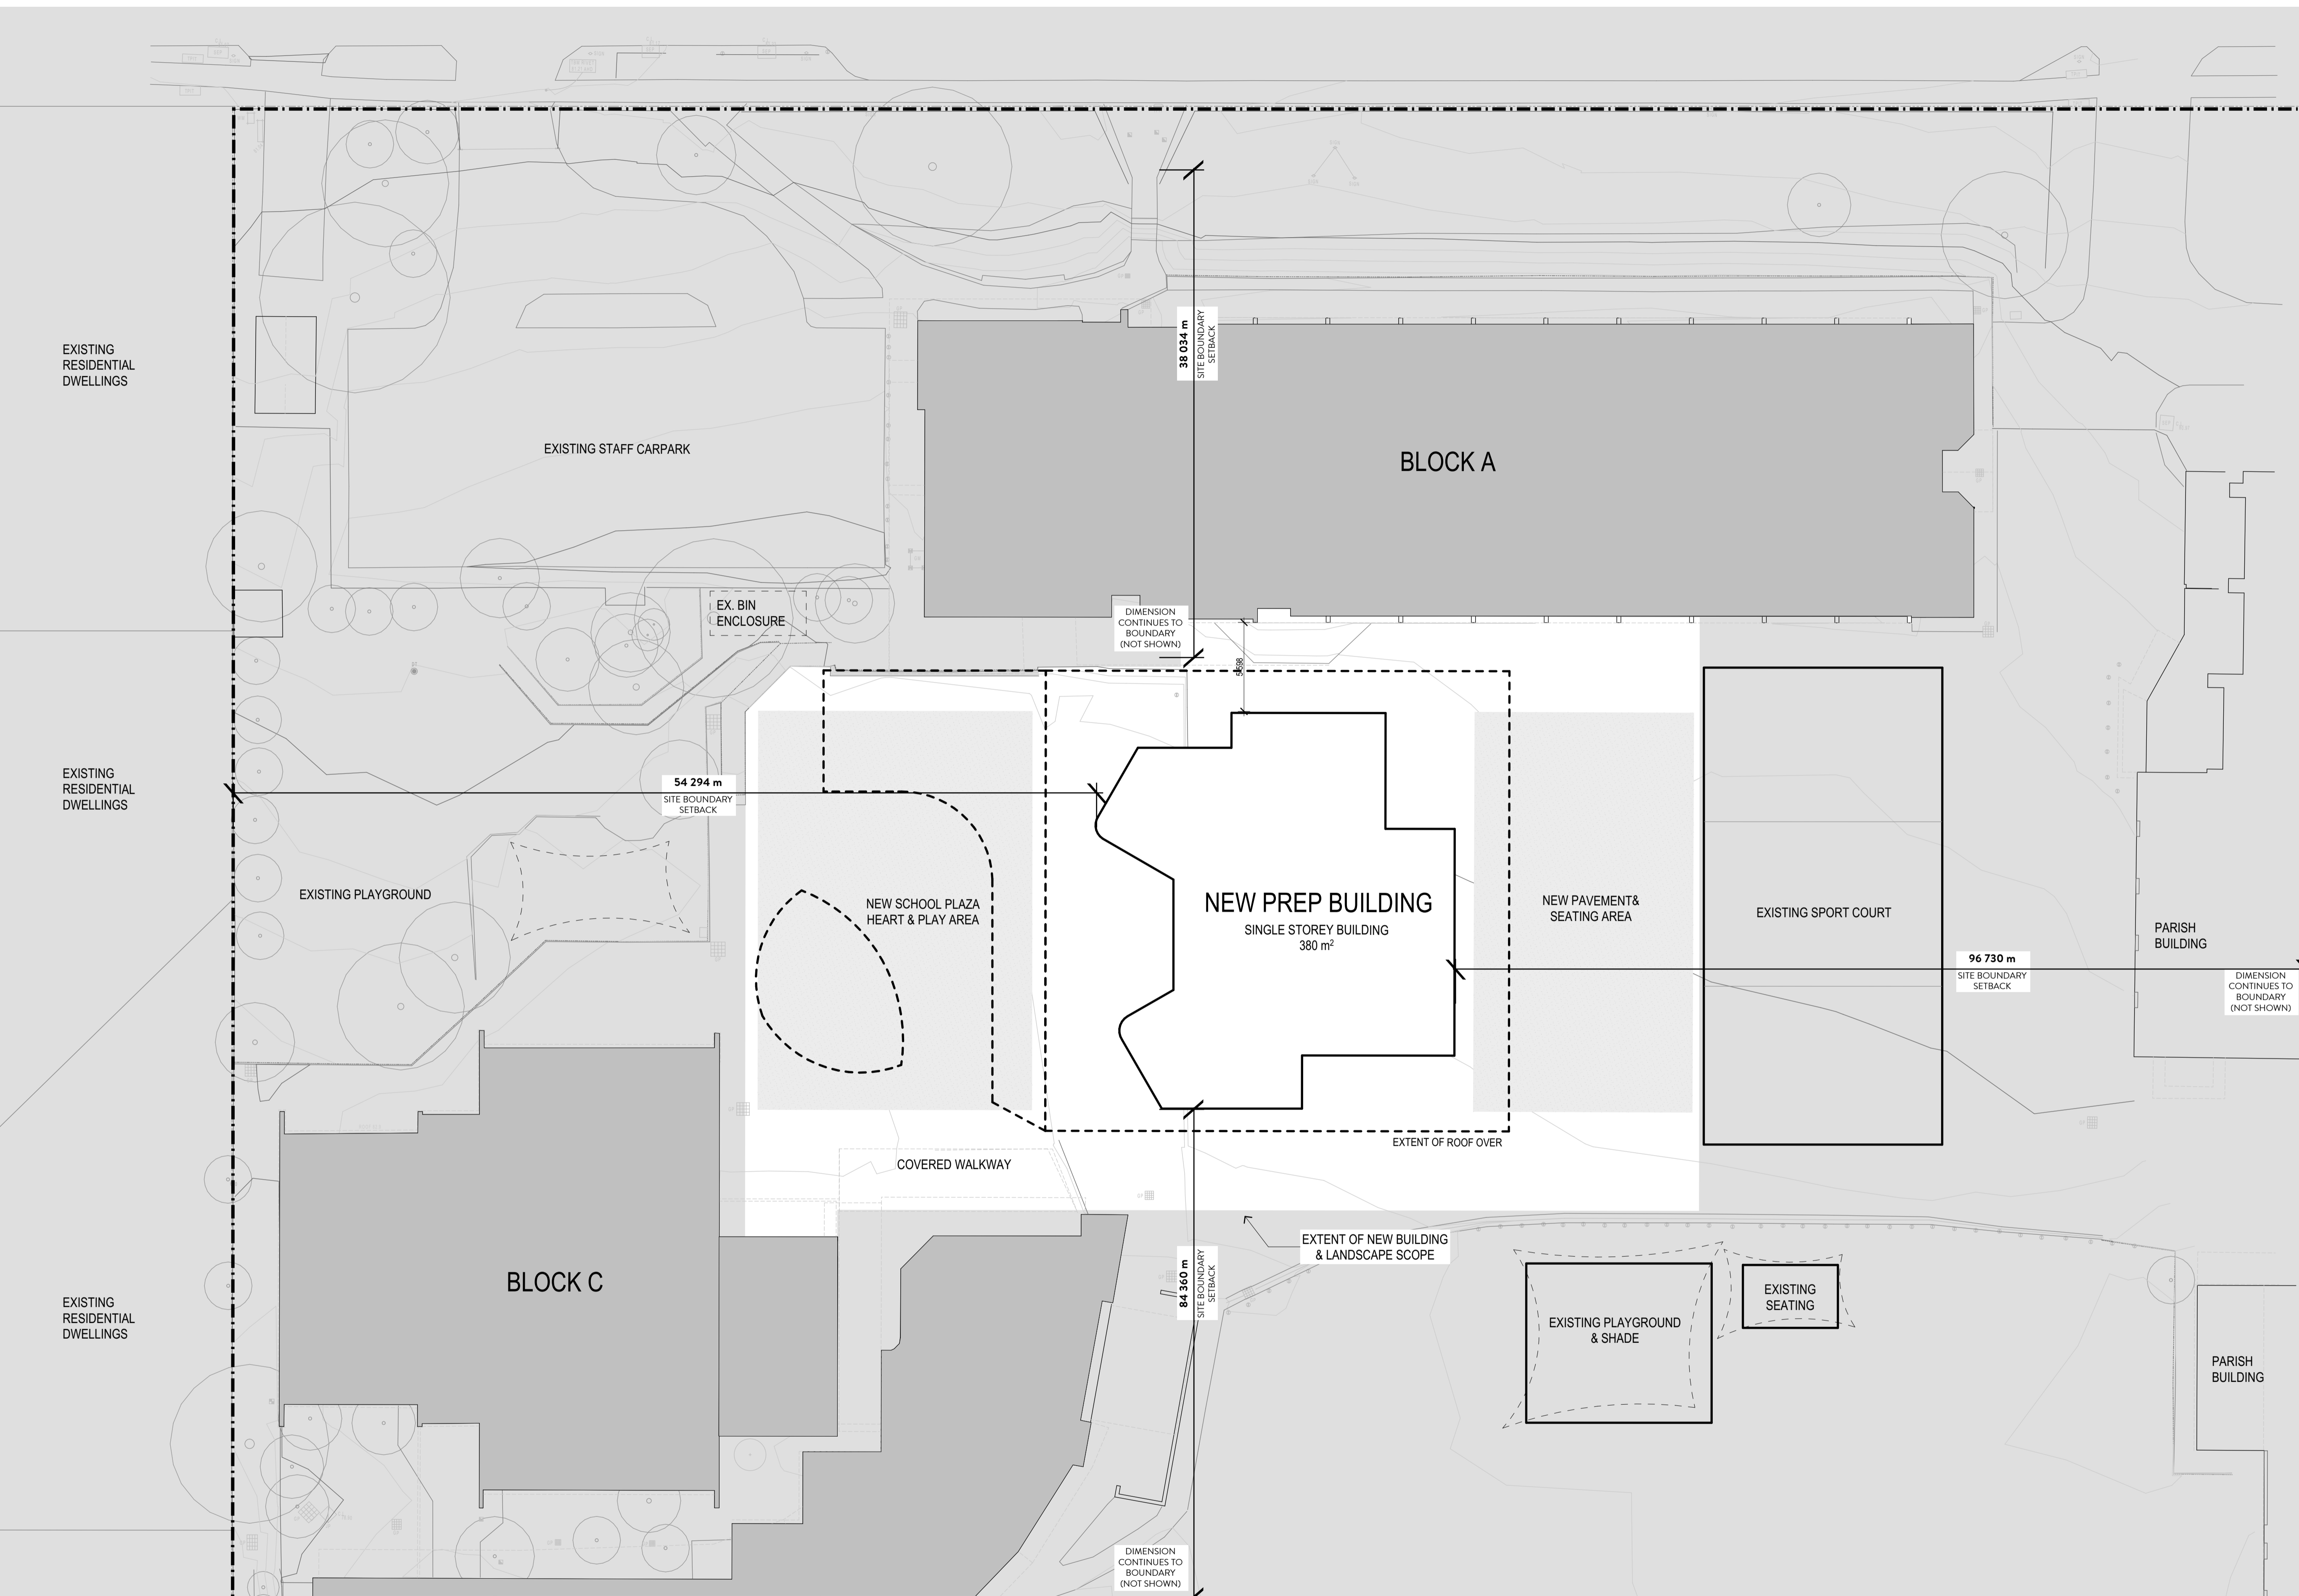 EXISTING
RESIDENTIAL
DWELLINGS
EXISTING STAFF CARPARK
BLOCK A
38 034 m
SITE BOUNDARY
SETBACK
EX. BIN
ENCLOSURE
DIMENSION
CONTINUES TO
BOUNDARY
(NOT SHOWN)
EXISTING
RESIDENTIAL
DWELLINGS
54 294 m
SITE BOUNDARY
SETBACK
EXISTING PLAYGROUND
NEW SCHOOL PLAZA
HEART & PLAY AREA
NEW PREP BUILDING
SINGLE STOREY BUILDING
380 m²
NEW PAVEMENT&
SEATING AREA
EXISTING SPORT COURT
PARISH
BUILDING
96 730 m
SITE BOUNDARY
SETBACK
DIMENSION
CONTINUES TO
BOUNDARY
(NOT SHOWN)
EXTENT OF ROOF OVER
COVERED WALKWAY
EXTENT OF NEW BUILDING
& LANDSCAPE SCOPE
84 360 m
SITE BOUNDARY
SETBACK
BLOCK C
EXISTING
RESIDENTIAL
DWELLINGS
EXISTING PLAYGROUND
& SHADE
EXISTING
SEATING
PARISH
BUILDING
DIMENSION
CONTINUES TO
BOUNDARY
(NOT SHOWN)